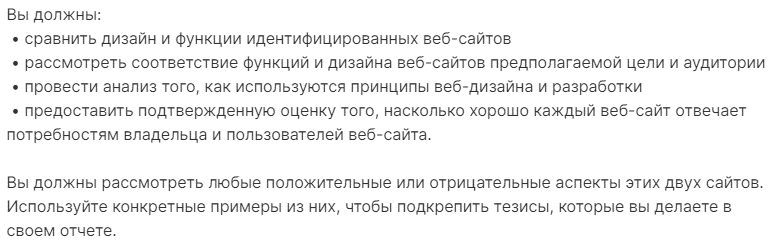 Вы должны:
• сравнить дизайн и функции идентифицированных веб-сайтов
• рассмотреть соответствие функций и дизайна веб-сайтов предполагаемой цели и аудитории
• провести анализ того, как используются принципы веб-дизайна и разработки
• предоставить подтвержденную оценку того, насколько хорошо каждый веб-сайт отвечает
потребностям владельца и пользователей веб-сайта.
Вы должны рассмотреть любые положительные или отрицательные аспекты этих двух сайтов.
Используйте конкретные примеры из них, чтобы подкрепить тезисы, которые вы делаете в
своем отчете.